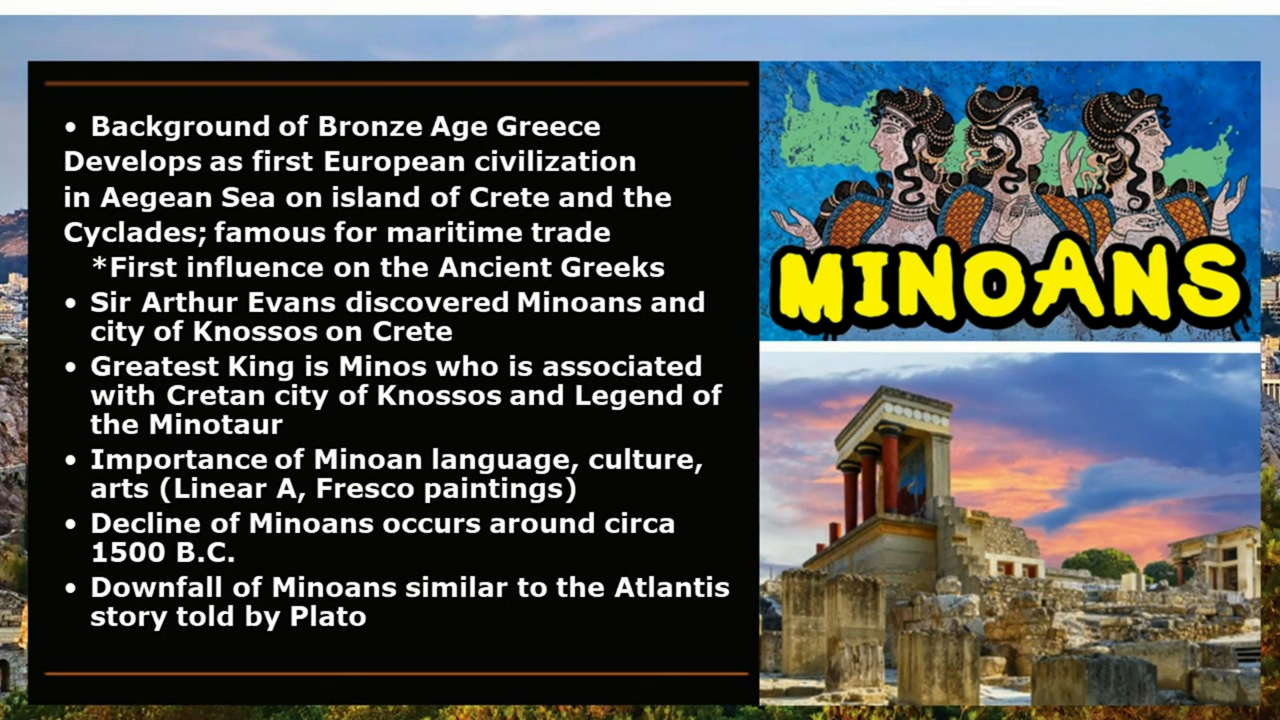 • Background of Bronze Age Greece
Develops as first European civilization
in Aegean Sea on island of Crete and the
Cyclades; famous for maritime trade
*First influence on the Ancient Greeks
• Sir Arthur Evans discovered Minoans and
city of Knossos on Crete
• Greatest King is Minos who is associated
with Cretan city of Knossos and Legend of
the Minotaur
• Importance of Minoan language, culture,
arts (Linear A, Fresco paintings)
• Decline of Minoans occurs around circa
1500 B.C.
• Downfall of Minoans similar to the Atlantis
story told by Plato
MINOANS